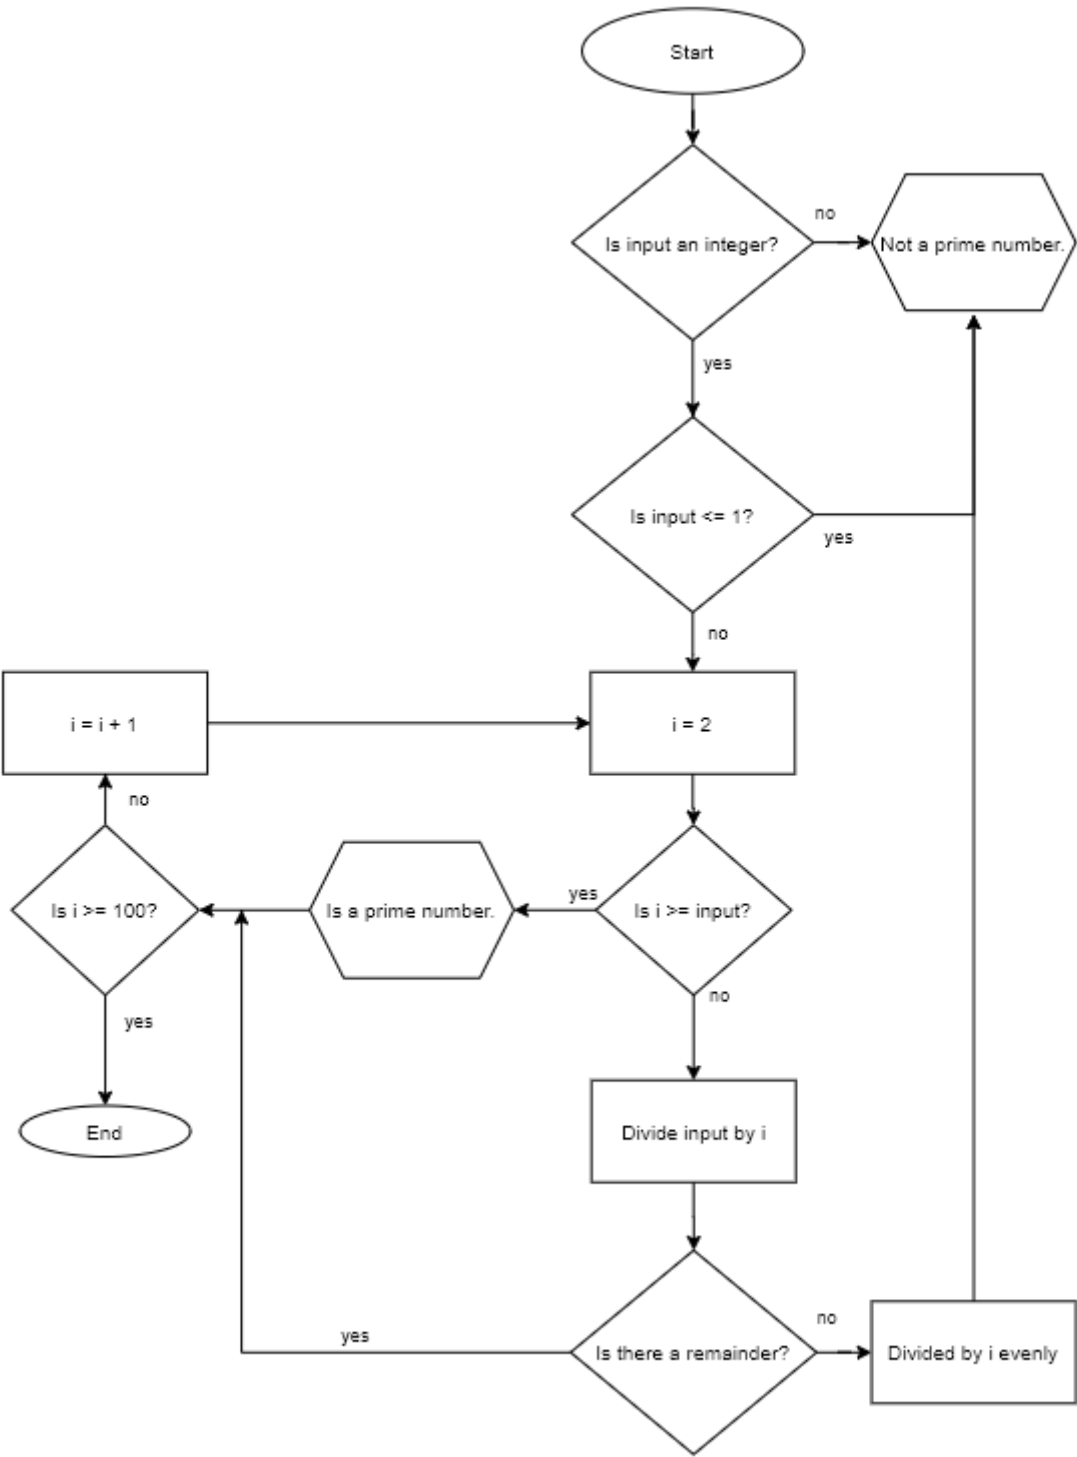 Start
no
Is input an integer?
Not a prime number.
yes
Is input <= 1?
yes
no
i = i + 1
i = 2
no
yes
Is i >= 100?
Is a prime number.
Is i >= input?
no
yes
End
Divide input by i
no
yes
Is there a remainder?
Divided by i evenly